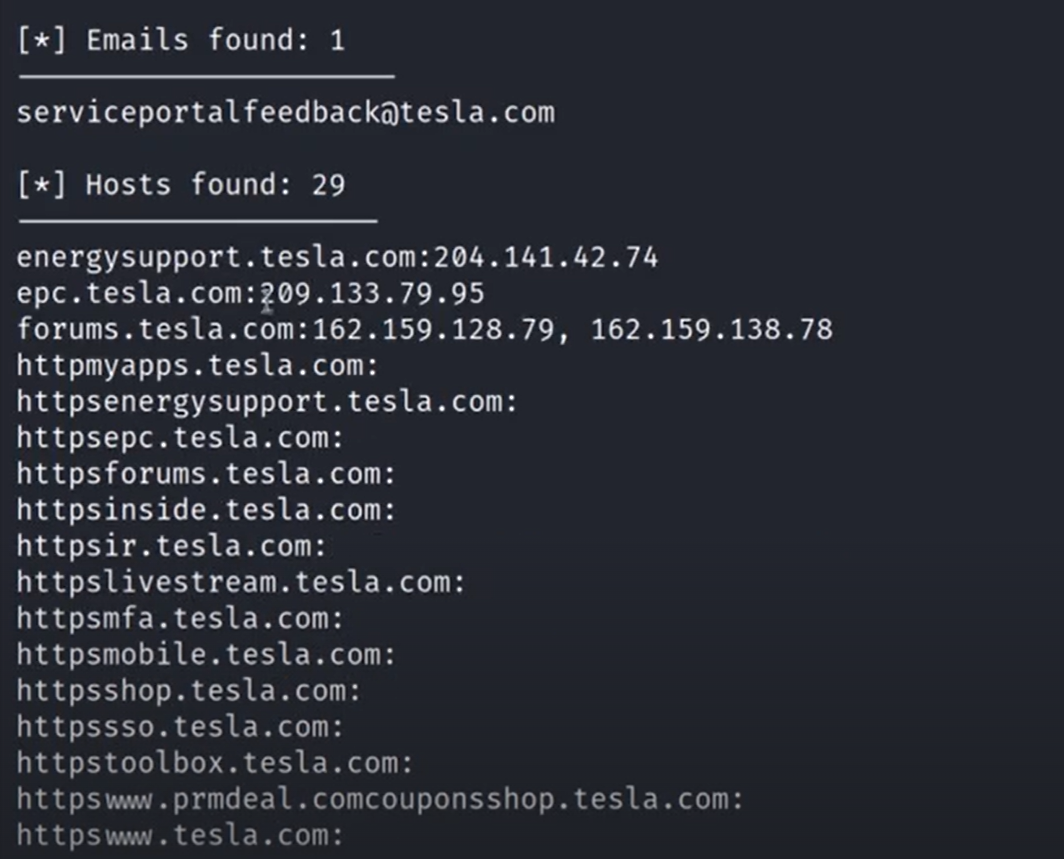 [*] Emails found: 1
serviceportalfeedback@tesla.com
[*] Hosts found: 29
energysupport.tesla.com:204.141.42.74
epc.tesla.com:209.133.79.95
forums.tesla.com:162.159.128.79, 162.159.138.78
httpmyapps.tesla.com:
httpsenergysupport.tesla.com:
httpsepc.tesla.com:
httpsforums.tesla.com:
httpsinside.tesla.com:
httpsir.tesla.com:
httpslivestream.tesla.com:
httpsmfa.tesla.com:
httpsmobile.tesla.com:
httpsshop.tesla.com:
httpssso.tesla.com:
httpstoolbox.tesla.com:
httpswww.prmdeal.comcouponsshop.tesla.com:
httpswww.tesla.com: